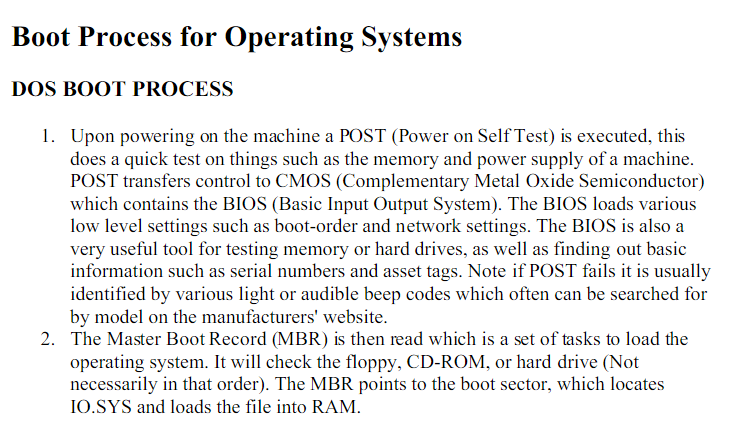 Boot Process for Operating Systems
DOS BOOT PROCESS
1. Upon powering on the machine a POST (Power on Self Test) is executed, this
does a quick test on things such as the memory and power supply of a machine.
POST transfers control to CMOS (Complementary Metal Oxide Semiconductor)
which contains the BIOS (Basic Input Output System). The BIOS loads various
low level settings such as boot-order and network settings. The BIOS is also a
very useful tool for testing memory or hard drives, as well as finding out basic
information such as serial numbers and asset tags. Note if POST fails it is usually
identified by various light or audible beep codes which often can be searched for
by model on the manufacturers' website.
2. The Master Boot Record (MBR) is then read which is a set of tasks to load the
operating system. It will check the floppy, CD-ROM, or hard drive (Not
necessarily in that order). The MBR points to the boot sector, which locates
IO.SYS and loads the file into RAM.